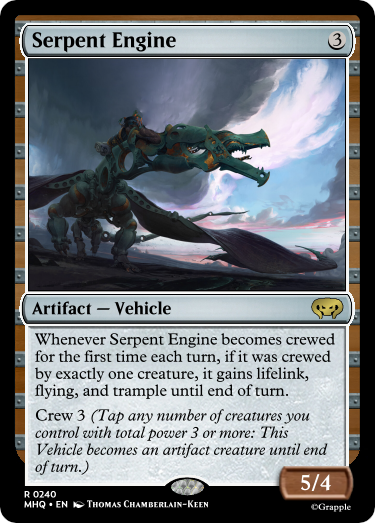 Serpent Engine 3
Artifact — Vehicle
Whenever Serpent Engine becomes crewed
for the first time each turn, if it was crewed
by exactly one creature, it gains lifelink,
flying, and trample until end of turn.
Crew 3 (Tap any number of creatures you
control with total power 3 or more: This
Vehicle becomes an artifact creature until end
of turn.)
5/4
R 0240
MHQ • EN Thomas Chamberlain-Keen
©Grapple